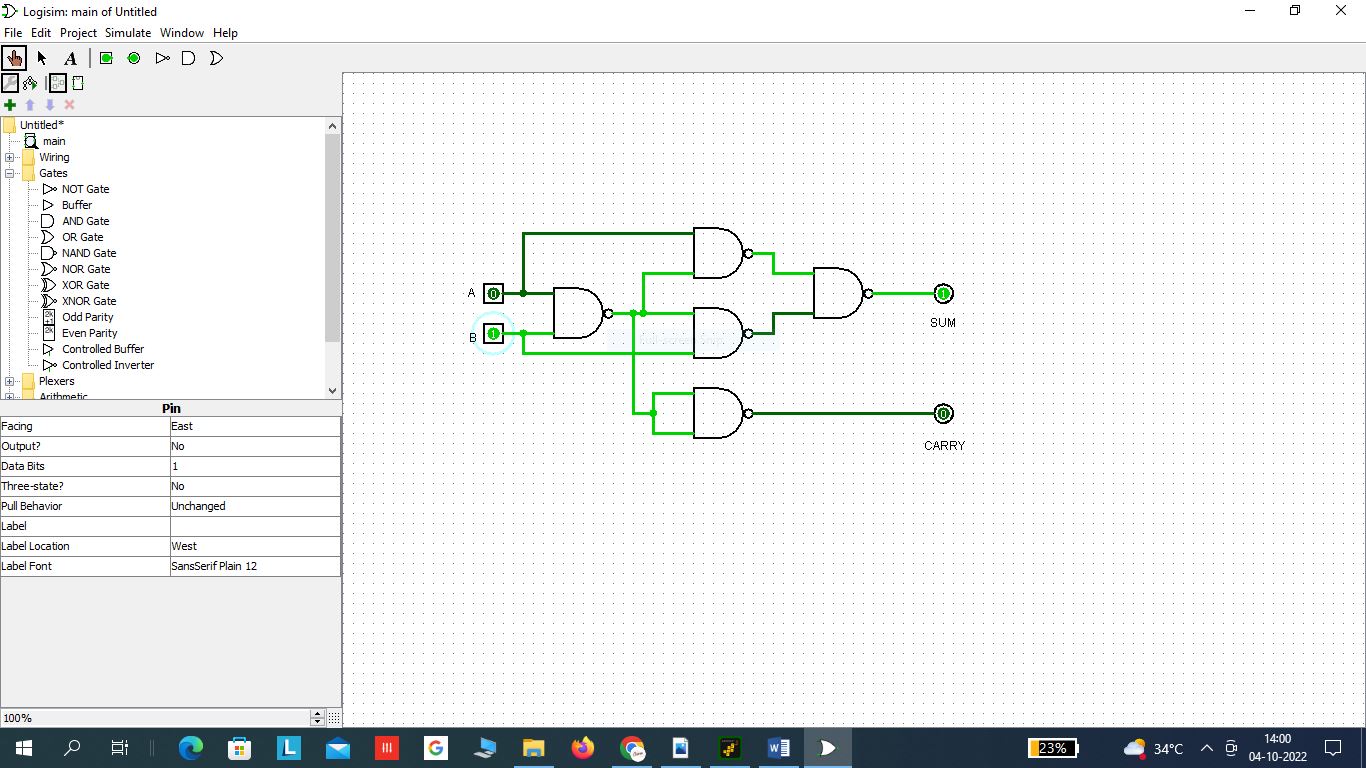 Logisim: main of Untitled
File Edit Project Simulate Window Help
A
Untitled*
main
Wiring
Gates
NOT Gate
Buffer
AND Gate
OR Gate
NAND Gate
NOR Gate
XOR Gate
XNOR Gate
Odd Parity
Even Parity
Controlled Buffer
Controlled Inverter
Plexers
Arithmetic
Pin
Facing East
Output? No
Data Bits 1
Three-state? No
Pull Behavior Unchanged
Label
Label Location West
Label Font SansSerif Plain 12
100%
A 0
B 1
1
SUM
0
CARRY
L
G
W
23%
34°C
14:00
04-10-2022